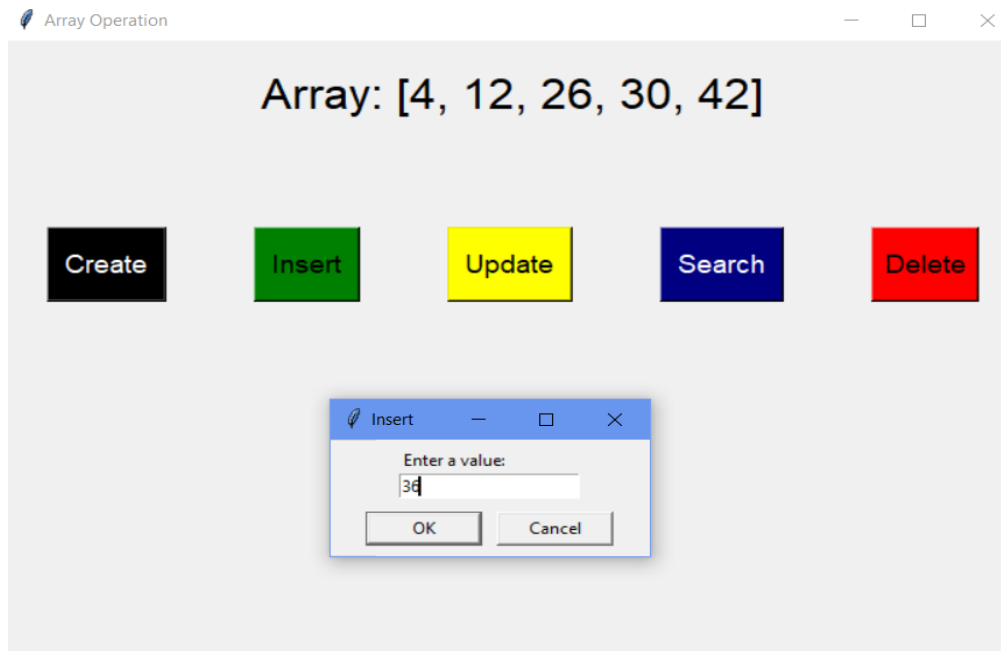 Array Operation
Array: [4, 12, 26, 30, 42]
Create Insert Update Search Delete
Insert
Enter a value:
36
OK Cancel